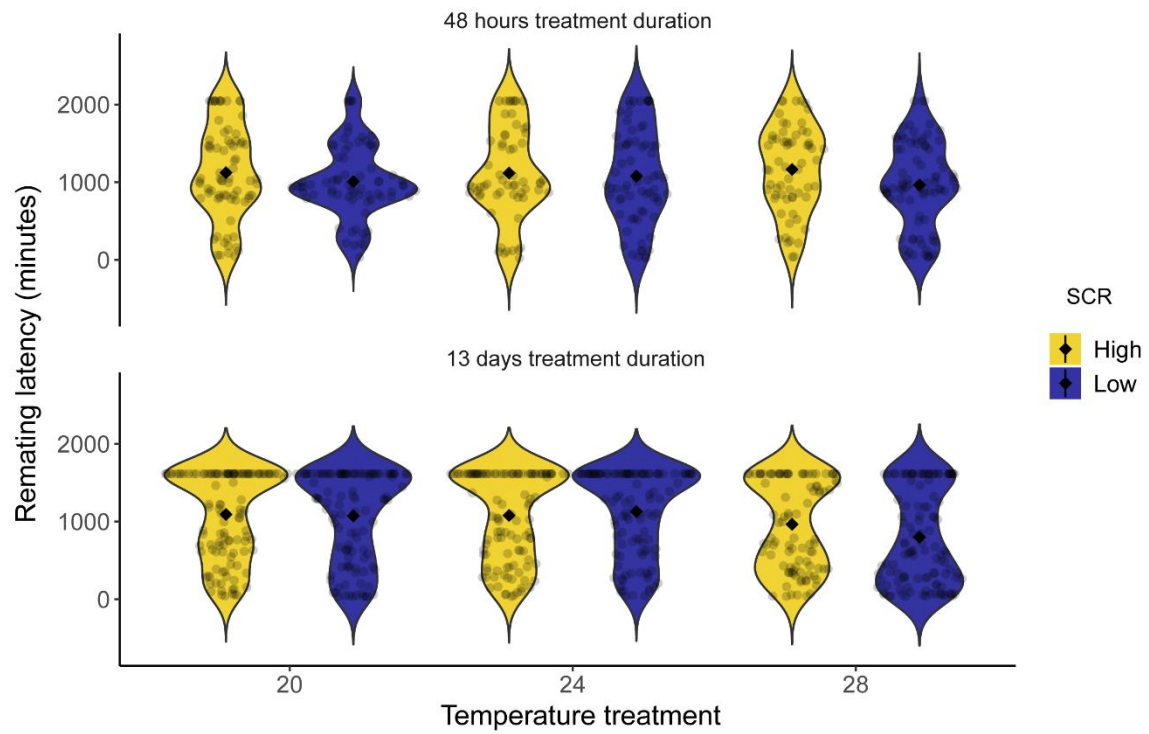 48 hours treatment duration
2000
1000
0
Remating latency (minutes)
13 days treatment duration
2000
1000
0
20 24 28
Temperature treatment
SCR
High
Low